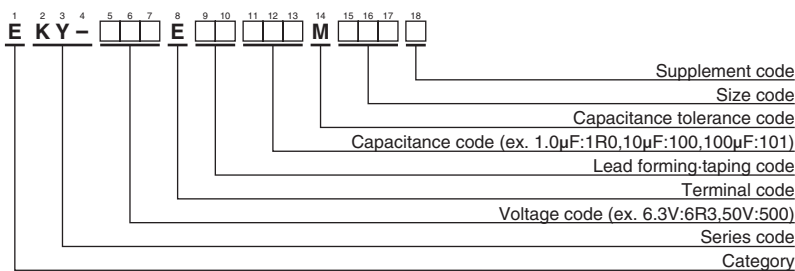 1 2 3 4 5 6 7 8 9 10 11 12 13 14 15 16 17 18
E K Y – □□□ E □□ □□□ M □□□ □
Supplement code
Size code
Capacitance tolerance code
Capacitance code (ex. 1.0µF:1R0,10µF:100,100µF:101)
Lead forming·taping code
Terminal code
Voltage code (ex. 6.3V:6R3,50V:500)
Series code
Category